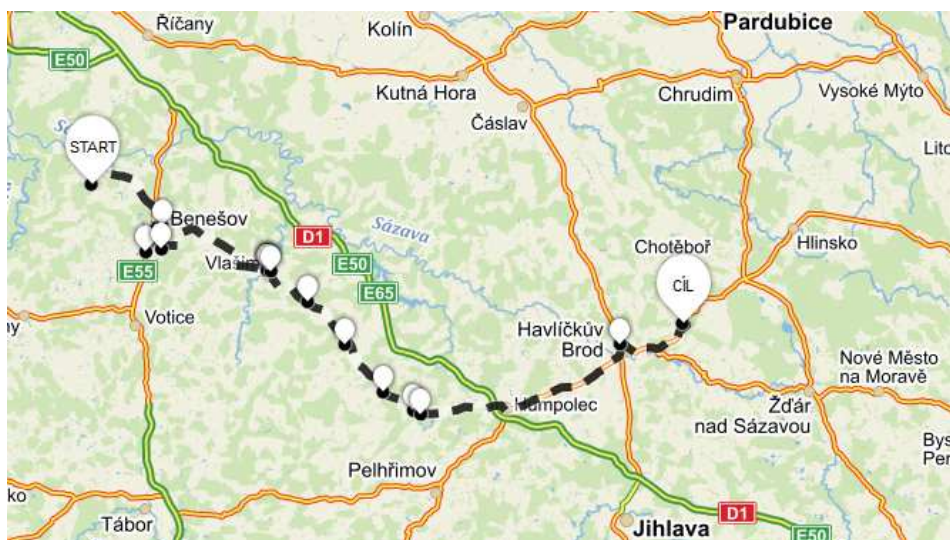 Říčany
Kolín
Pardubice
E50
Kutná Hora
Chrudim
Vysoké Mýto
Čáslav
START
Benešov
Sázava
D1
Vlašim
E50
Chotěboř
Hlinsko
E55
E65
CÍL
Votice
Havlíčkův
Brod
Nové Město
na Moravě
Humpolec
Žďár
nad Sázavou
Pelhřimov
Tábor
Jihlava
D1
E50